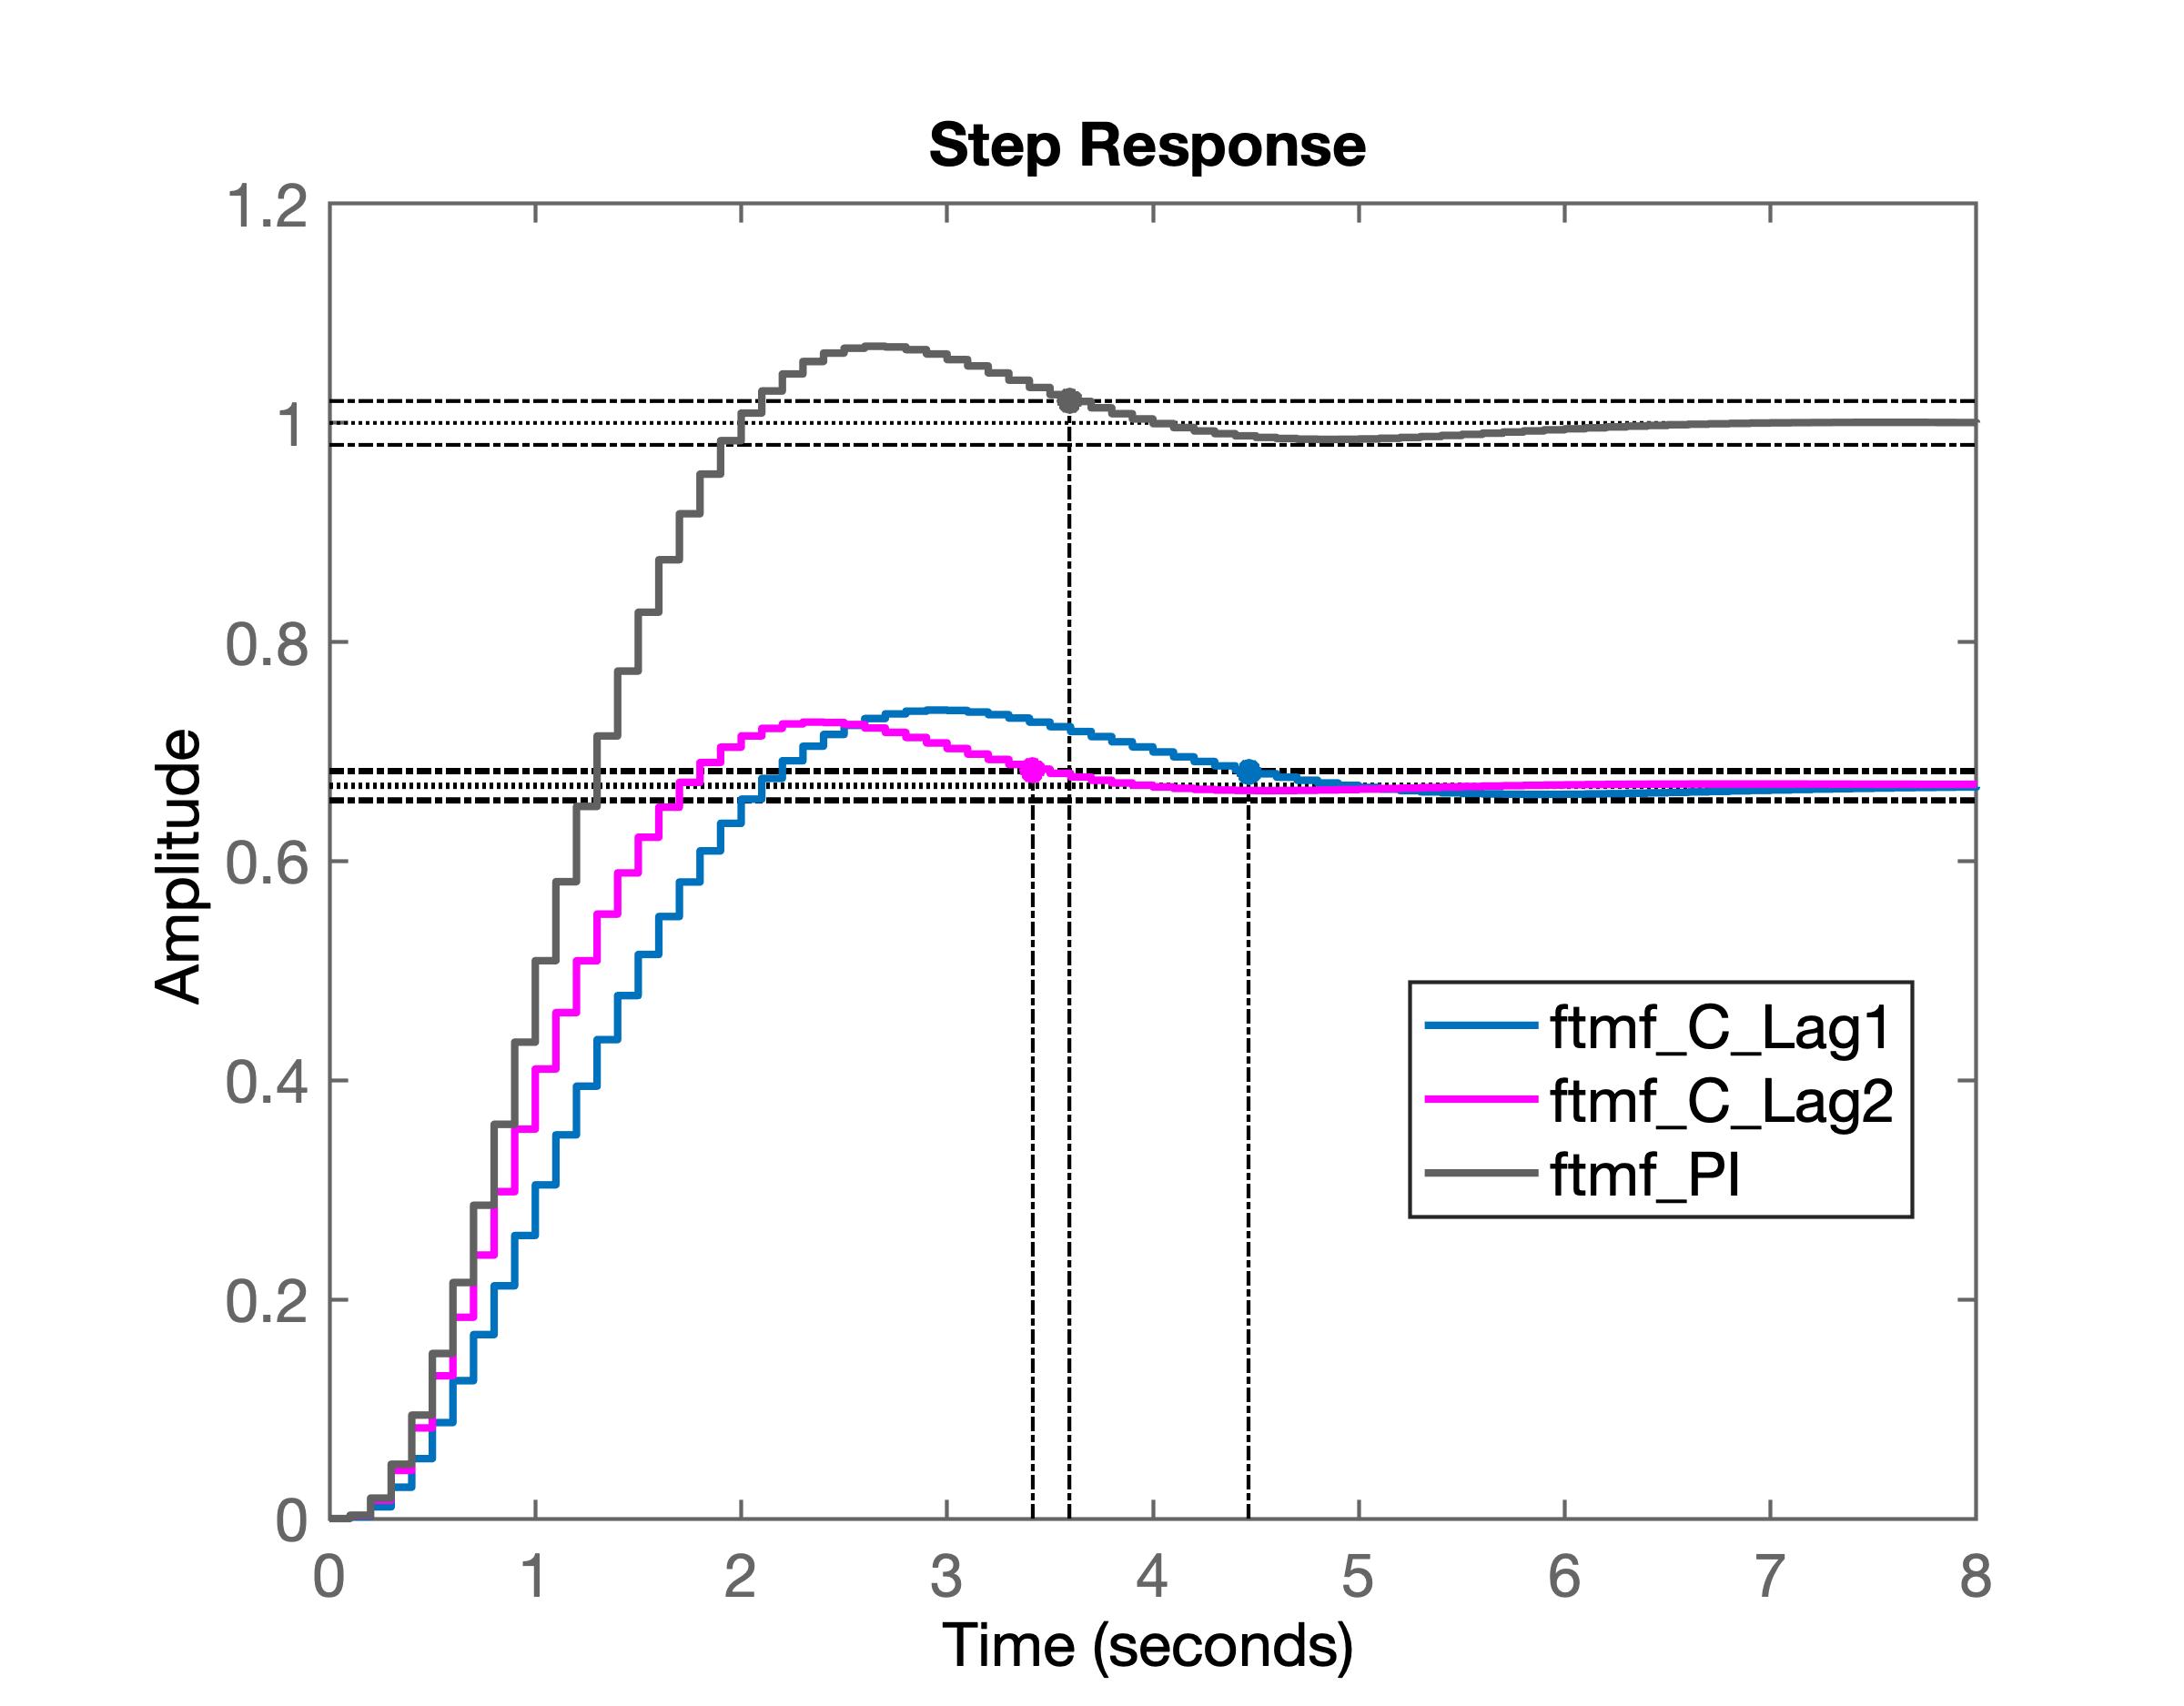 Step Response
1.2
1
0.8
0.6
0.4
0.2
0
Amplitude
ftmf_C_Lag1
ftmf_C_Lag2
ftmf_PI
0 1 2 3 4 5 6 7 8
Time (seconds)